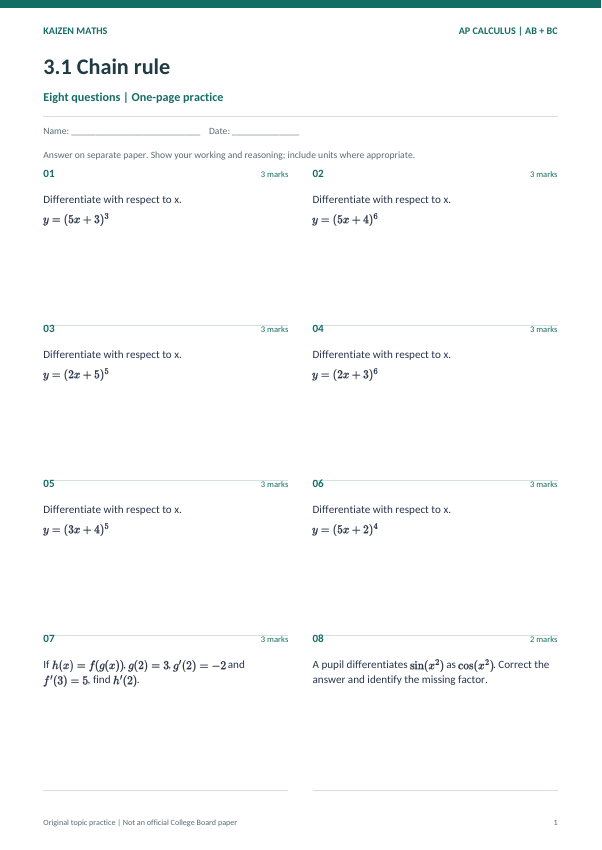 KAIZEN MATHS
AP CALCULUS | AB + BC
3.1 Chain rule
Eight questions | One-page practice
Name: ____________________________ Date: ______________
Answer on separate paper. Show your working and reasoning; include units where appropriate.
01 3 marks
Differentiate with respect to x.
y = (5x + 3)³
02 3 marks
Differentiate with respect to x.
y = (5x + 4)⁶
03 3 marks
Differentiate with respect to x.
y = (2x + 5)⁵
04 3 marks
Differentiate with respect to x.
y = (2x + 3)⁶
05 3 marks
Differentiate with respect to x.
y = (3x + 4)⁵
06 3 marks
Differentiate with respect to x.
y = (5x + 2)⁴
07 3 marks
If h(x) = f(g(x)), g(2) = 3, g′(2) = −2 and
f′(3) = 5, find h′(2).
08 2 marks
A pupil differentiates sin(x²) as cos(x²). Correct the
answer and identify the missing factor.
Original topic practice | Not an official College Board paper
1